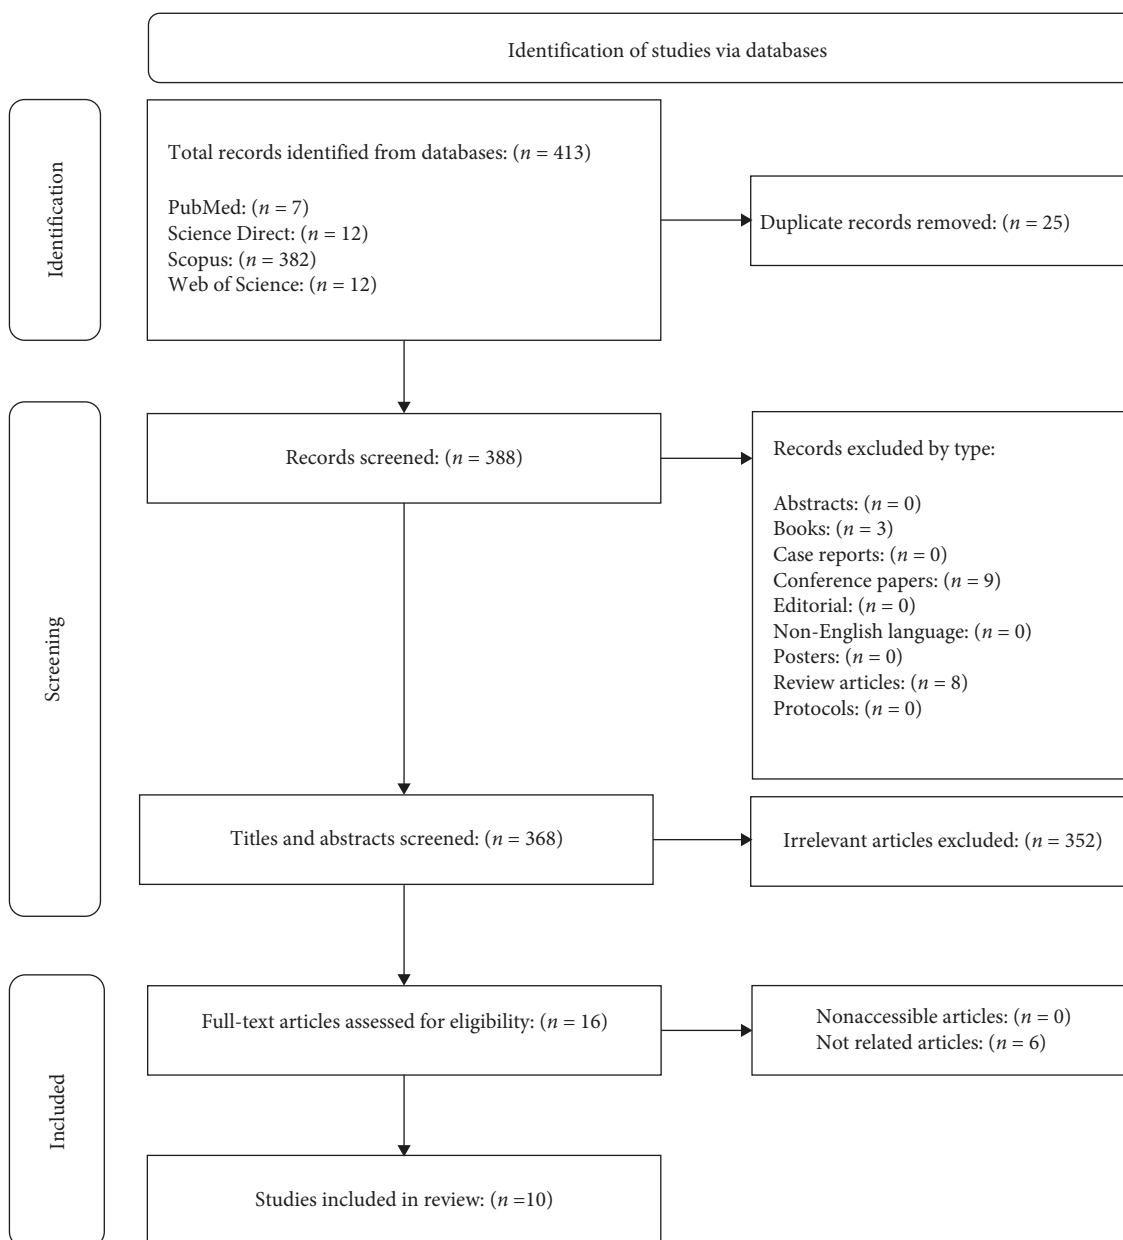 Identification of studies via databases
Identification
Total records identified from databases: (n = 413)
PubMed: (n = 7)
Science Direct: (n = 12)
Scopus: (n = 382)
Web of Science: (n = 12)
Duplicate records removed: (n = 25)
Screening
Records screened: (n = 388)
Records excluded by type:
Abstracts: (n = 0)
Books: (n = 3)
Case reports: (n = 0)
Conference papers: (n = 9)
Editorial: (n = 0)
Non-English language: (n = 0)
Posters: (n = 0)
Review articles: (n = 8)
Protocols: (n = 0)
Titles and abstracts screened: (n = 368)
Irrelevant articles excluded: (n = 352)
Included
Full-text articles assessed for eligibility: (n = 16)
Nonaccessible articles: (n = 0)
Not related articles: (n = 6)
Studies included in review: (n =10)